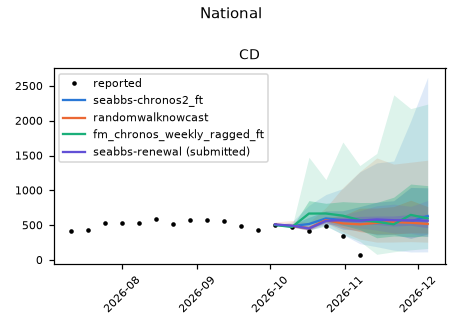 National
CD
reported
seabbs-chronos2_ft
randomwalknowcast
fm_chronos_weekly_ragged_ft
seabbs-renewal (submitted)
2500
2000
1500
1000
500
0
2026-08
2026-09
2026-10
2026-11
2026-12